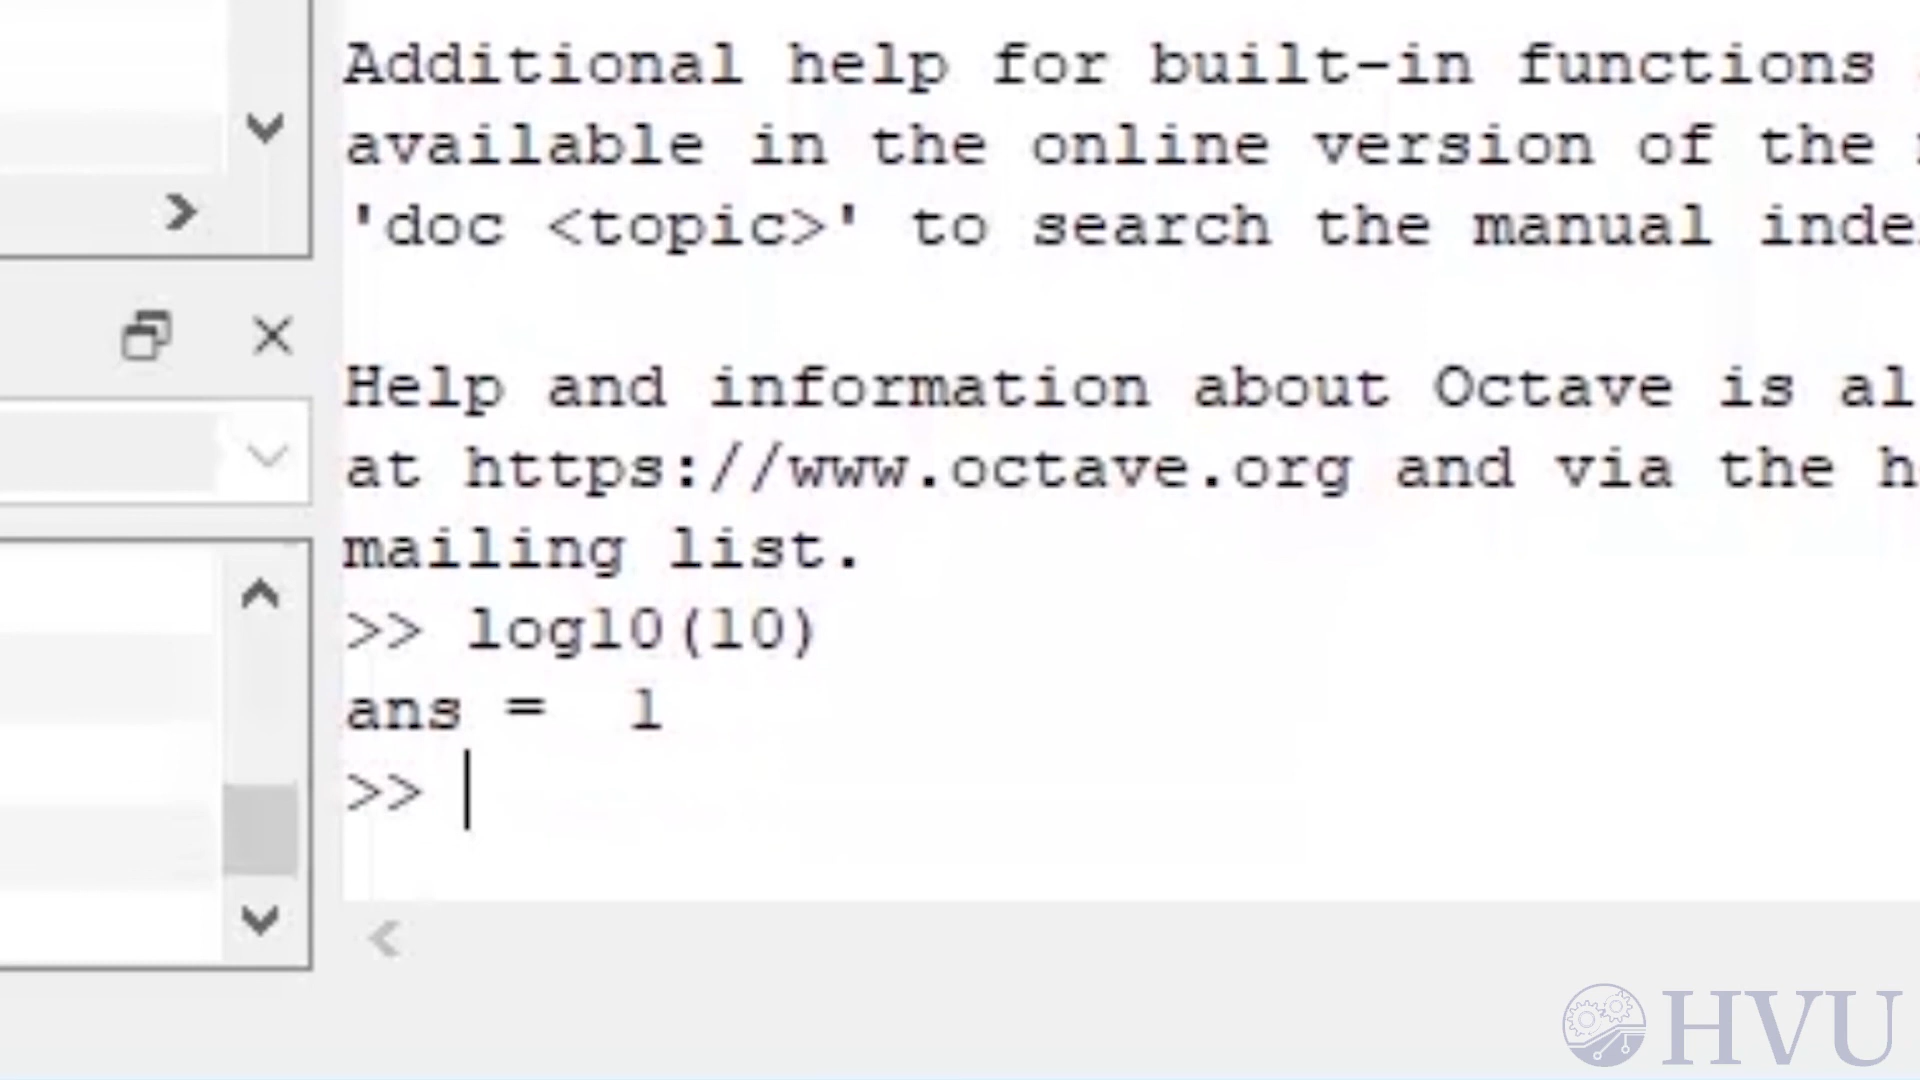 Additional help for built-in functions
available in the online version of the
'doc <topic>' to search the manual
Help and information about Octave is
at https://www.octave.org and via the
mailing list.
>> log10(10)
ans =  1
>>
HVU